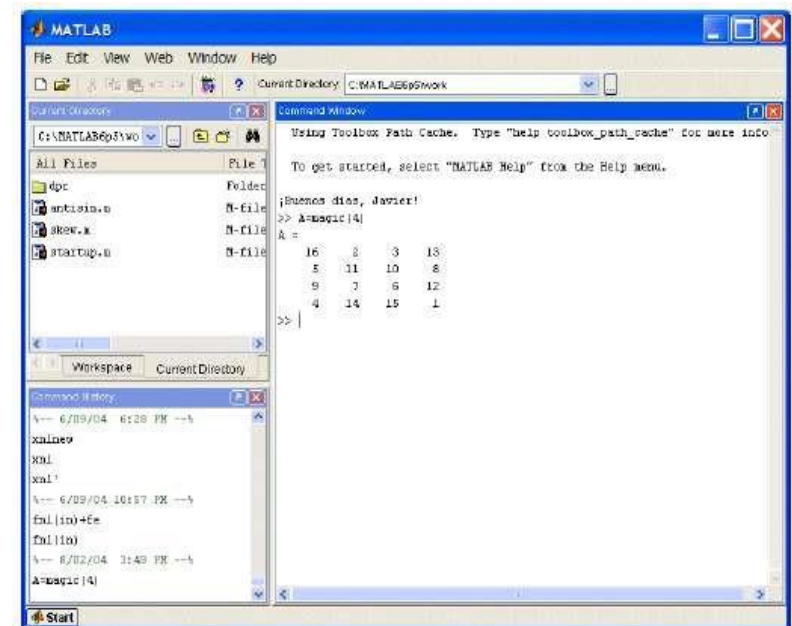 MATLAB
File Edit View Web Window Help
Current Directory: C:\MATLAB6p5\work
Current Directory
C:\MATLAB6p5\wo
All Files File T
dpc Folder
antisin.m M-file
skew.m M-file
startup.m M-file
Workspace Current Directory
Command History
%-- 6/09/04 6:28 PM --%
xnlnew
xnl
xnl'
%-- 6/09/04 10:57 PM --%
fnl(in)+fe
fnl(in)
%-- 8/02/04 3:49 PM --%
A=magic(4)
Command Window
Using Toolbox Path Cache. Type "help toolbox_path_cache" for more info
To get started, select "MATLAB Help" from the Help menu.
¡Buenos dias, Javier!
>> A=magic(4)
A =
16 2 3 13
5 11 10 8
9 7 6 12
4 14 15 1
>>
Start